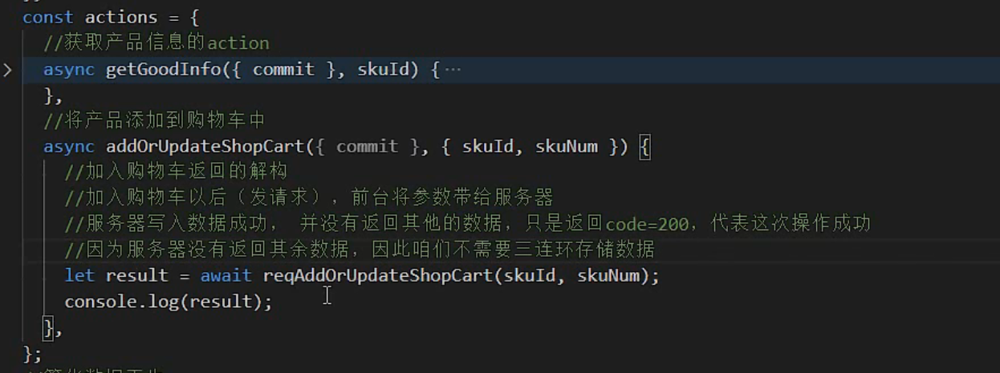 const actions = {
//获取产品信息的action
async getGoodInfo({ commit }, skuId) {…
},
//将产品添加到购物车中
async addOrUpdateShopCart({ commit }, { skuId, skuNum }) {
//加入购物车返回的解构
//加入购物车以后（发请求），前台将参数带给服务器
//服务器写入数据成功， 并没有返回其他的数据，只是返回code=200，代表这次操作成功
//因为服务器没有返回其余数据，因此咱们不需要三连环存储数据
let result = await reqAddOrUpdateShopCart(skuId, skuNum);
console.log(result);
},
};